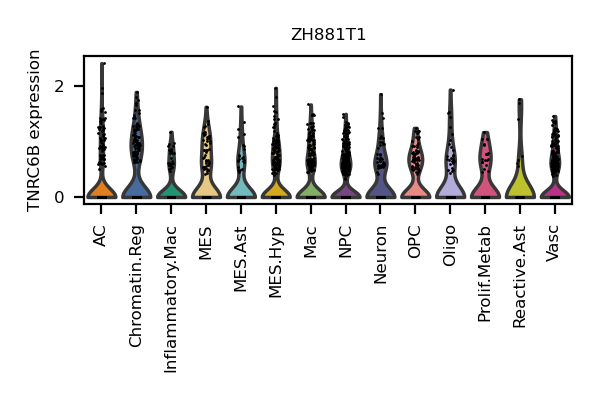 ZH881T1
TNRC6B expression
2
0
AC
Chromatin.Reg
Inflammatory.Mac
MES
MES.Ast
MES.Hyp
Mac
NPC
Neuron
OPC
Oligo
Prolif.Metab
Reactive.Ast
Vasc